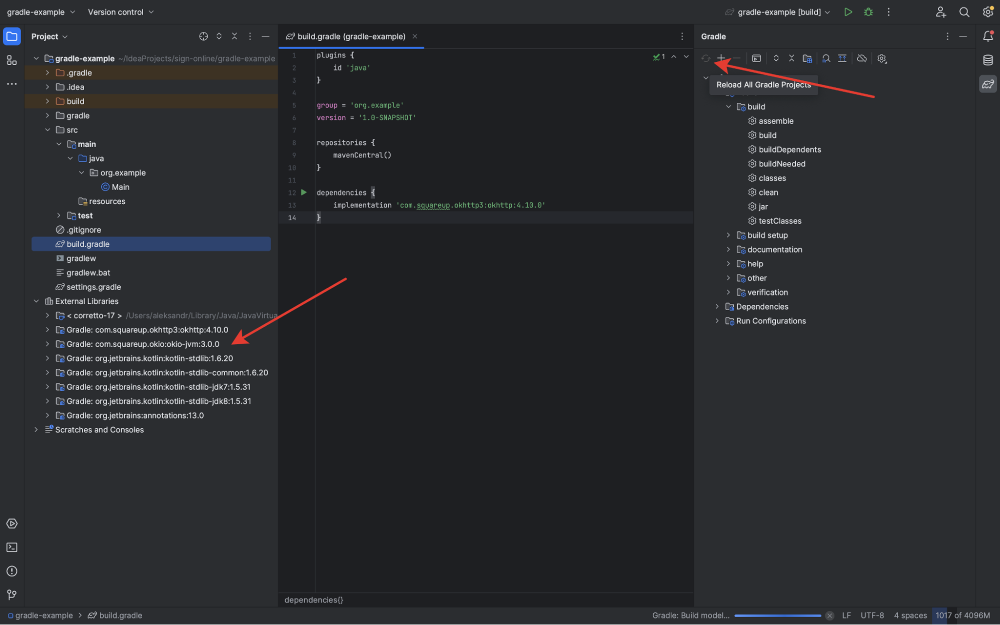 gradle-example
Version control
gradle-example [build]
Project
gradle-example ~/IdeaProjects/sign-online/gradle-example
.gradle
.idea
build
gradle
src
main
java
org.example
Main
resources
test
.gitignore
build.gradle
gradlew
gradlew.bat
settings.gradle
External Libraries
< corretto-17 > /Users/aleksandr/Library/Java/JavaVirtua
Gradle: com.squareup.okhttp3:okhttp:4.10.0
Gradle: com.squareup.okio:okio-jvm:3.0.0
Gradle: org.jetbrains.kotlin:kotlin-stdlib:1.6.20
Gradle: org.jetbrains.kotlin:kotlin-stdlib-common:1.6.20
Gradle: org.jetbrains.kotlin:kotlin-stdlib-jdk7:1.5.31
Gradle: org.jetbrains.kotlin:kotlin-stdlib-jdk8:1.5.31
Gradle: org.jetbrains:annotations:13.0
Scratches and Consoles
build.gradle (gradle-example)
1 plugins {
2     id 'java'
3 }
4
5 group = 'org.example'
6 version = '1.0-SNAPSHOT'
7
8 repositories {
9     mavenCentral()
10 }
11
12 dependencies {
13     implementation 'com.squareup.okhttp3:okhttp:4.10.0'
14 }
1
dependencies{}
Gradle
Reload All Gradle Projects
build
assemble
build
buildDependents
buildNeeded
classes
clean
jar
testClasses
build setup
documentation
help
other
verification
Dependencies
Run Configurations
gradle-example > build.gradle
Gradle: Build model...
LF
UTF-8
4 spaces
1017 of 4096M